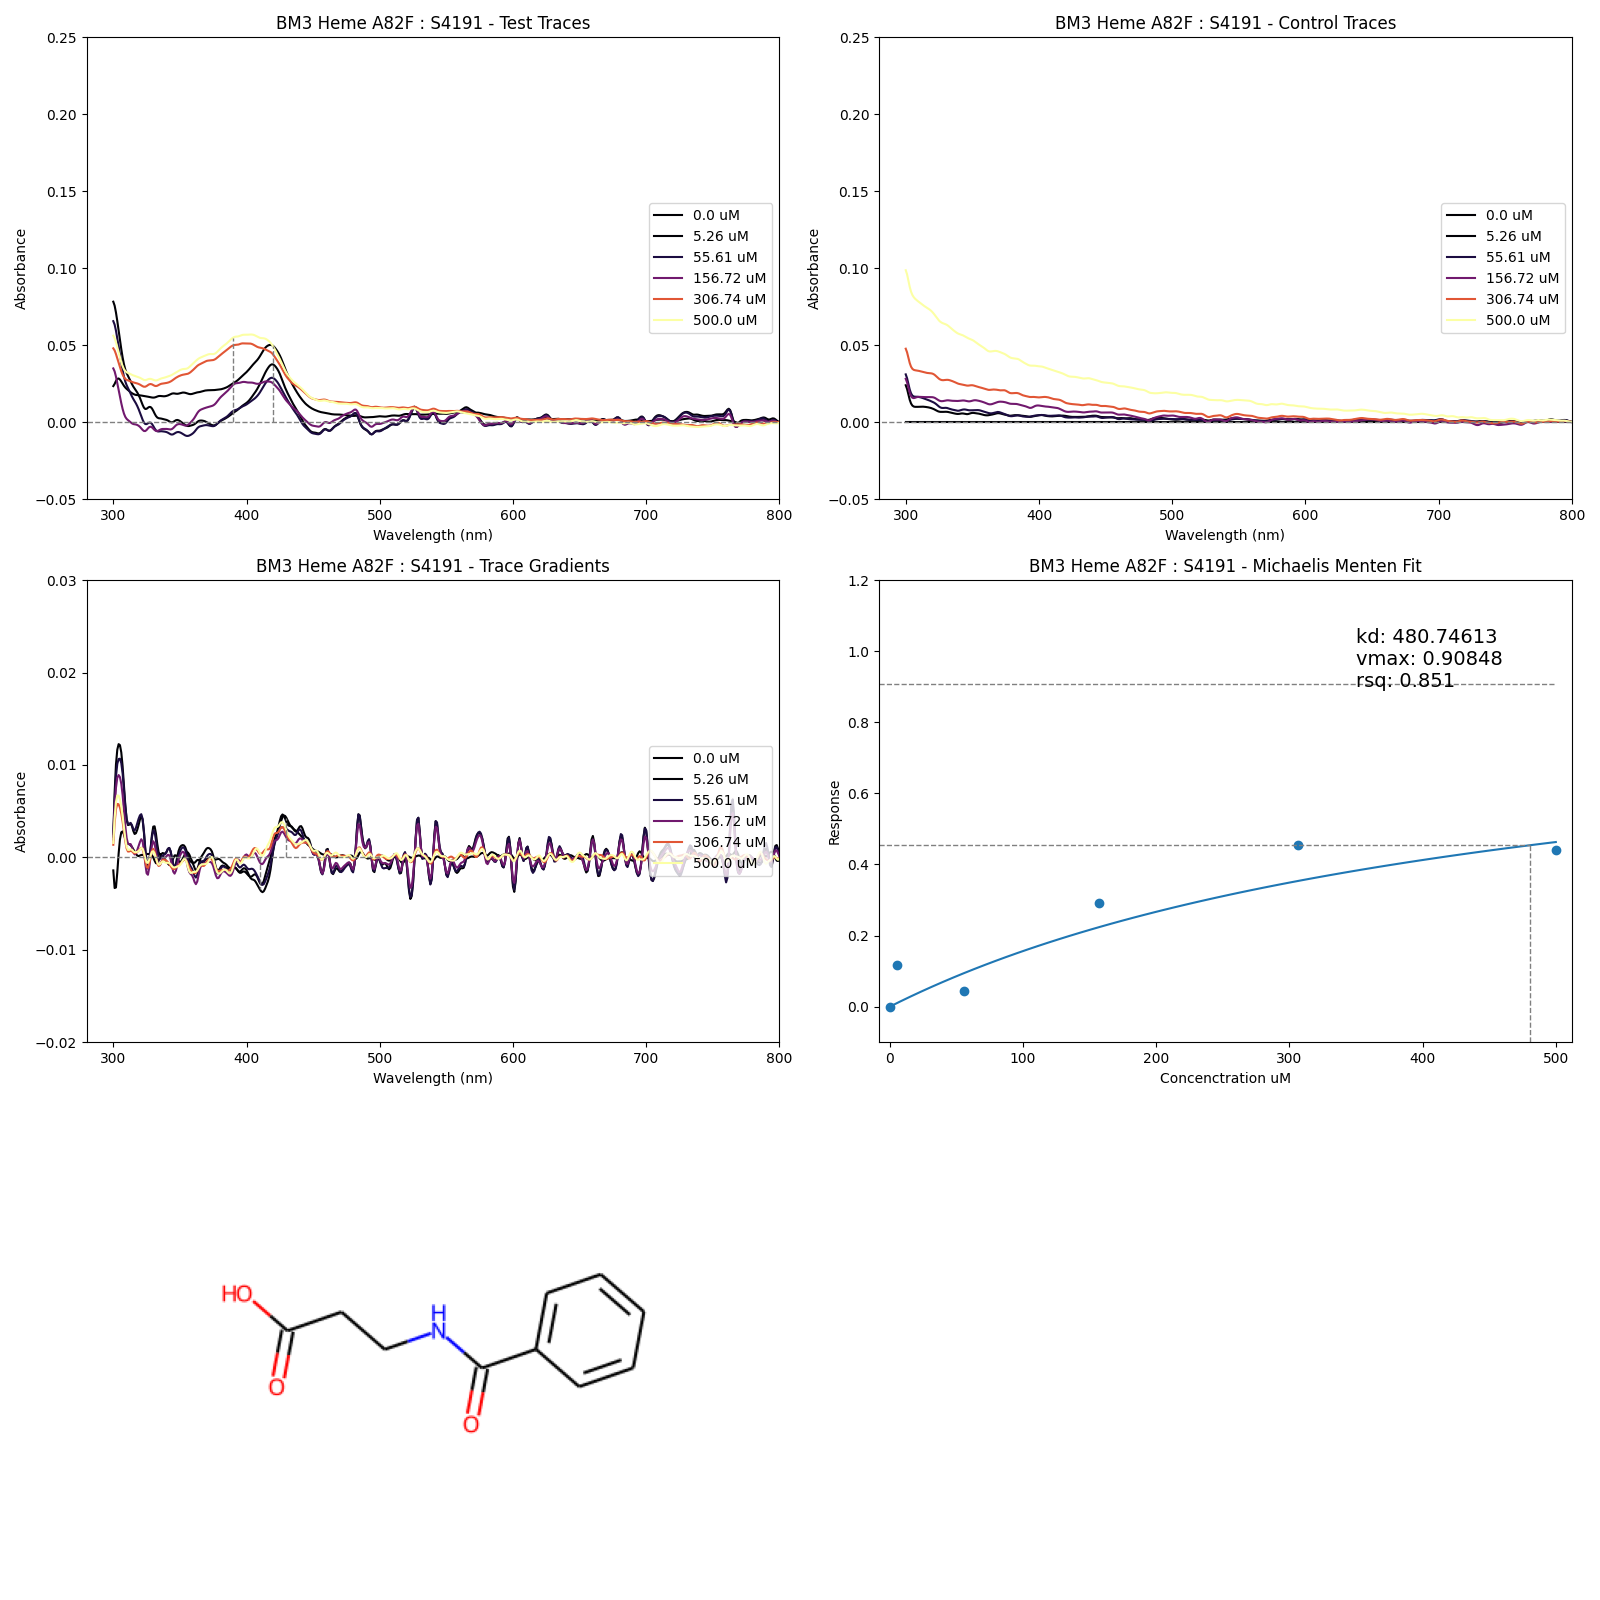 BM3 Heme A82F : S4191 - Test Traces
0.25
0.20
0.15
0.10
0.05
0.00
−0.05
Absorbance
300 400 500 600 700 800
Wavelength (nm)
0.0 uM
5.26 uM
55.61 uM
156.72 uM
306.74 uM
500.0 uM
BM3 Heme A82F : S4191 - Control Traces
0.25
0.20
0.15
0.10
0.05
0.00
−0.05
Absorbance
300 400 500 600 700 800
Wavelength (nm)
0.0 uM
5.26 uM
55.61 uM
156.72 uM
306.74 uM
500.0 uM
BM3 Heme A82F : S4191 - Trace Gradients
0.03
0.02
0.01
0.00
−0.01
−0.02
Absorbance
300 400 500 600 700 800
Wavelength (nm)
0.0 uM
5.26 uM
55.61 uM
156.72 uM
306.74 uM
500.0 uM
BM3 Heme A82F : S4191 - Michaelis Menten Fit
1.2
1.0
0.8
0.6
0.4
0.2
0.0
Response
kd: 480.74613
vmax: 0.90848
rsq: 0.851
0 100 200 300 400 500
Concenctration uM
HO
O
H
N
O